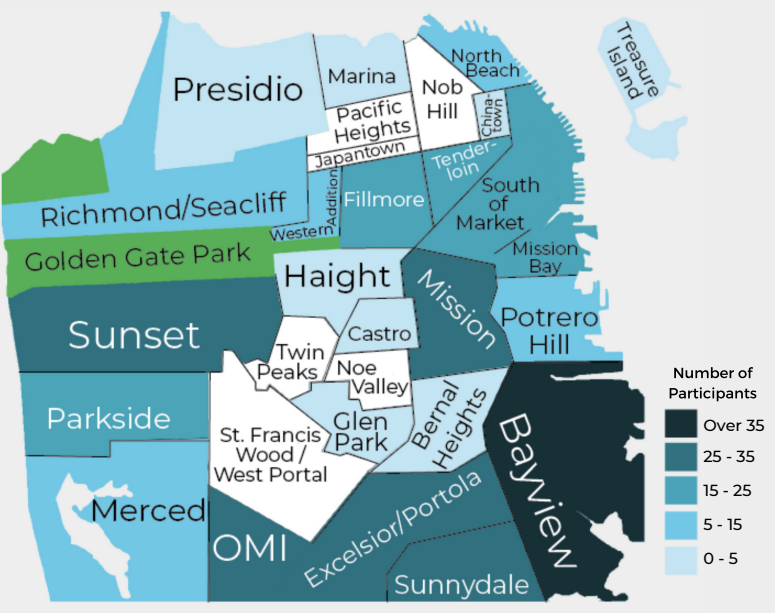 Presidio
Marina
North
Beach
Nob
Hill
China-
town
Treasure
Island
Pacific
Heights
Japantown
Tender-
loin
Western
Addition
Fillmore
South
of
Market
Richmond/Seacliff
Golden Gate Park
Mission
Bay
Haight
Mission
Potrero
Hill
Sunset
Castro
Twin
Peaks
Noe
Valley
Parkside
Glen
Park
Bernal
Heights
St. Francis
Wood /
West Portal
Bayview
Merced
OMI
Excelsior/Portola
Sunnydale
Number of
Participants
Over 35
25 - 35
15 - 25
5 - 15
0 - 5